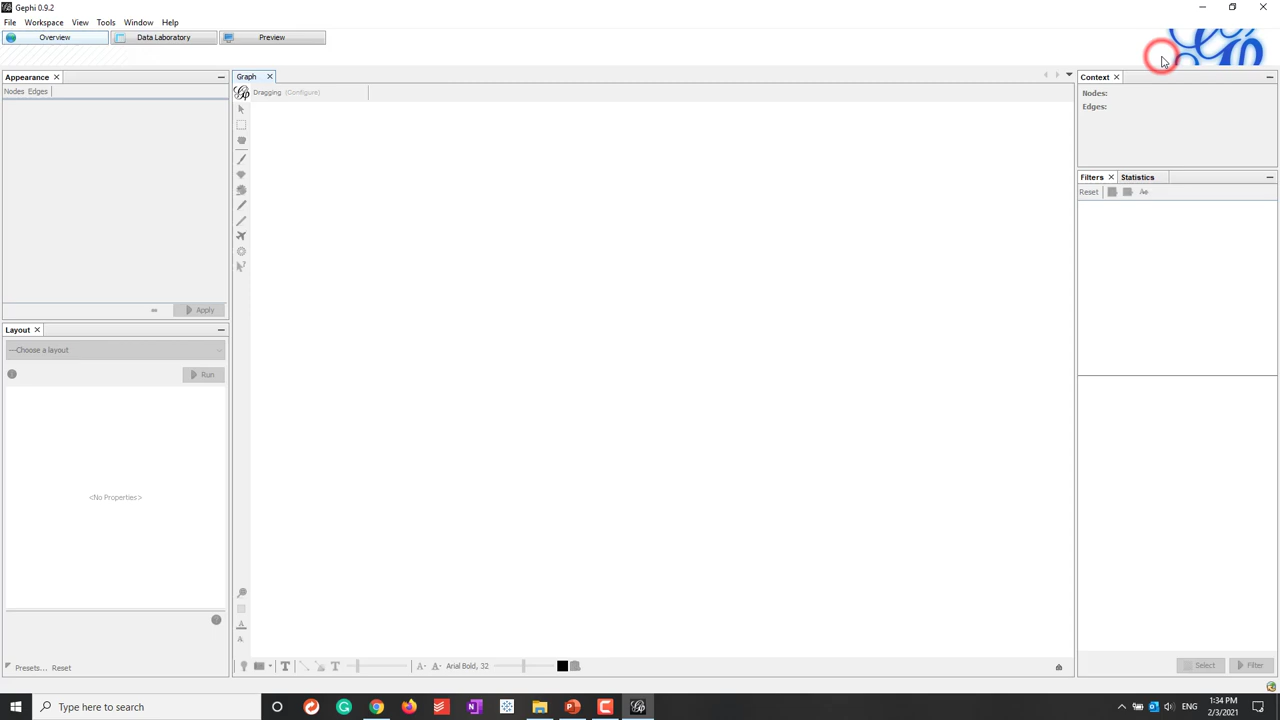 Gephi 0.9.2
File Workspace View Tools Window Help
Overview Data Laboratory Preview
Appearance
Nodes Edges
Apply
Layout
---Choose a layout
Run
<No Properties>
Presets... Reset
Graph
Dragging (Configure)
A- A- Arial Bold, 32
Context
Nodes:
Edges:
Filters Statistics
Reset
Select Filter
Type here to search
ENG
1:34 PM
2/3/2021